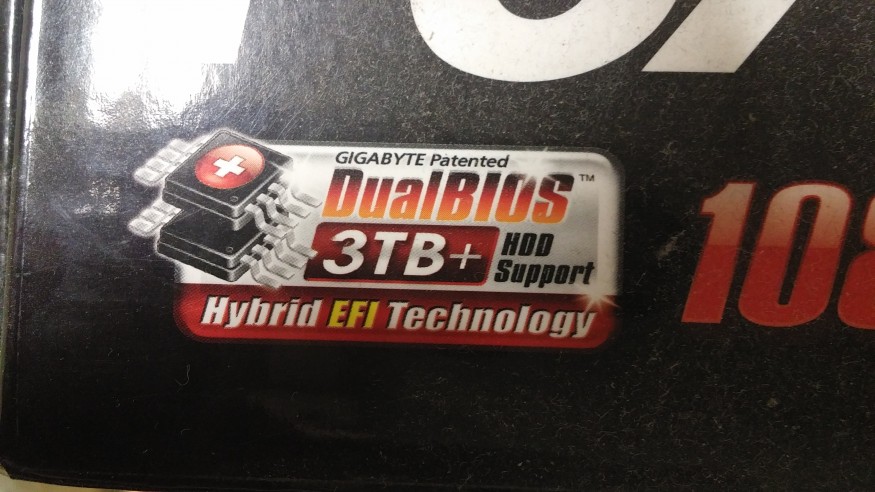 GIGABYTE Patented
DualBIOS™
3TB+ HDD Support
Hybrid EFI Technology